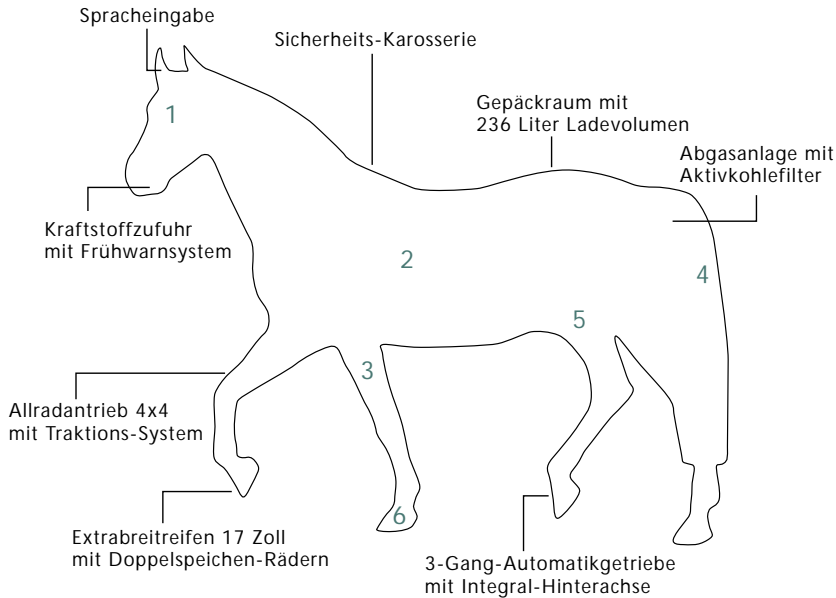 Spracheingabe
Sicherheits-Karosserie
Gepäckraum mit
236 Liter Ladevolumen
Abgasanlage mit
Aktivkohlefilter
1
Kraftstoffzufuhr
mit Frühwarnsystem
2
4
5
3
Allradantrieb 4x4
mit Traktions-System
6
Extrabreitreifen 17 Zoll
mit Doppelspeichen-Rädern
3-Gang-Automatikgetriebe
mit Integral-Hinterachse